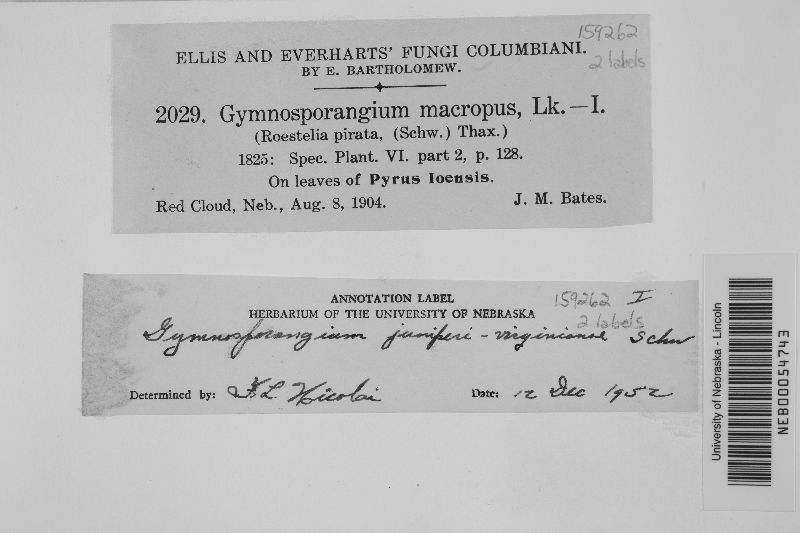 159262
2 labels
ELLIS AND EVERHARTS' FUNGI COLUMBIANI.
BY E. BARTHOLOMEW.
2029. Gymnosporangium macropus, Lk.—I.
(Roestelia pirata, (Schw.) Thax.)
1825: Spec. Plant. VI. part 2, p. 128.
On leaves of Pyrus Ioensis.
Red Cloud, Neb., Aug. 8, 1904. J. M. Bates.
ANNOTATION LABEL
159262 I
HERBARIUM OF THE UNIVERSITY OF NEBRASKA
2 labels
Gymnosporangium juniperi-virginianae Schw
Determined by: F L Nicolai Date: 12 Dec 1952
University of Nebraska - Lincoln
NEB00054743